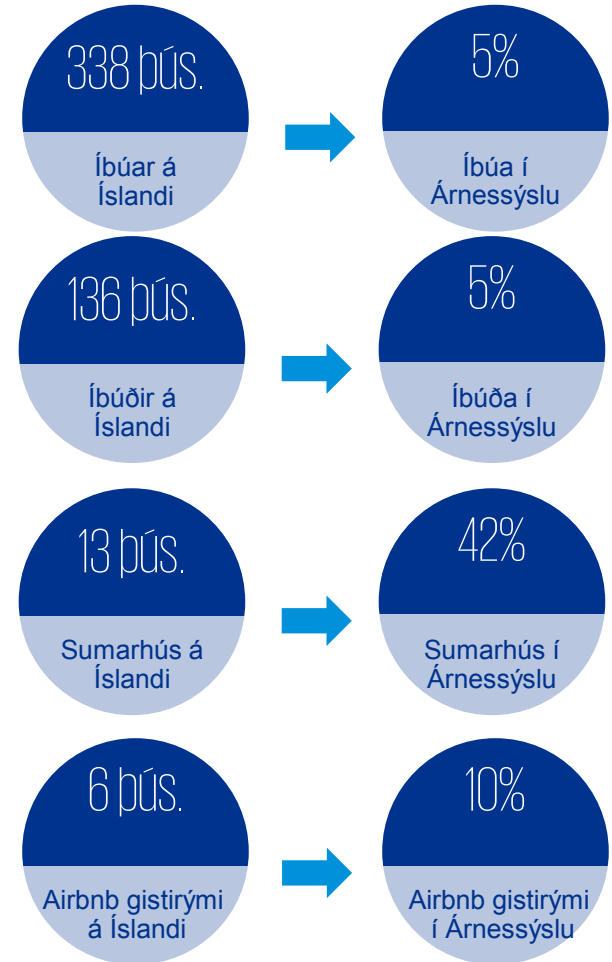 338 þús.
Íbúar á
Íslandi
5%
Íbúa í
Árnessýslu
136 þús.
Íbúðir á
Íslandi
5%
Íbúða í
Árnessýslu
13 þús.
Sumarhús á
Íslandi
42%
Sumarhús í
Árnessýslu
6 þús.
Airbnb gistirými
á Íslandi
10%
Airbnb gistirými
í Árnessýslu